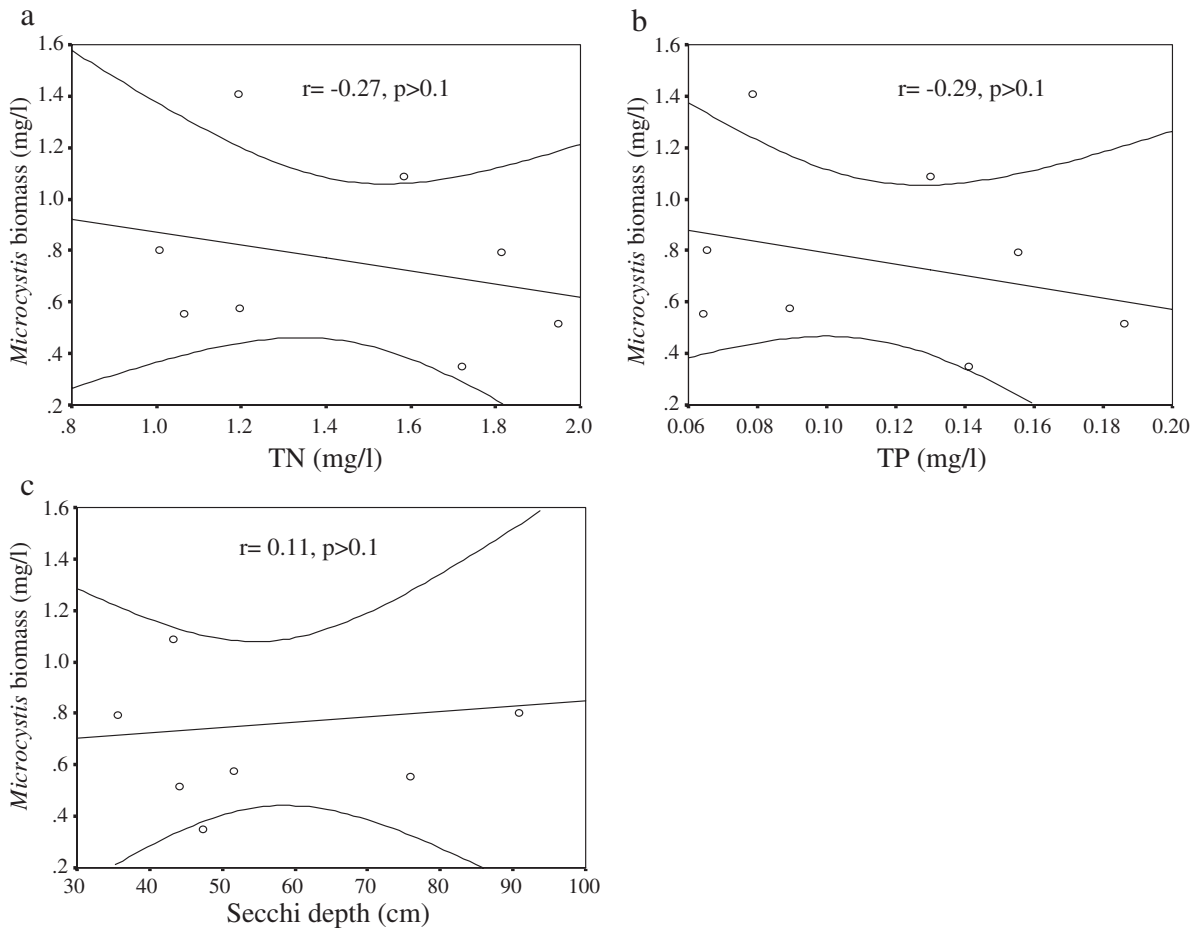 a
1.6
1.4
1.2
1.0
.8
.6
.4
.2
Microcystis biomass (mg/l)
r= -0.27, p>0.1
.8 1.0 1.2 1.4 1.6 1.8 2.0
TN (mg/l)
b
1.6
1.4
1.2
1.0
.8
.6
.4
.2
Microcystis biomass (mg/l)
r= -0.29, p>0.1
0.06 0.08 0.10 0.12 0.14 0.16 0.18 0.20
TP (mg/l)
c
1.6
1.4
1.2
1.0
.8
.6
.4
.2
Microcystis biomass (mg/l)
r= 0.11, p>0.1
30 40 50 60 70 80 90 100
Secchi depth (cm)